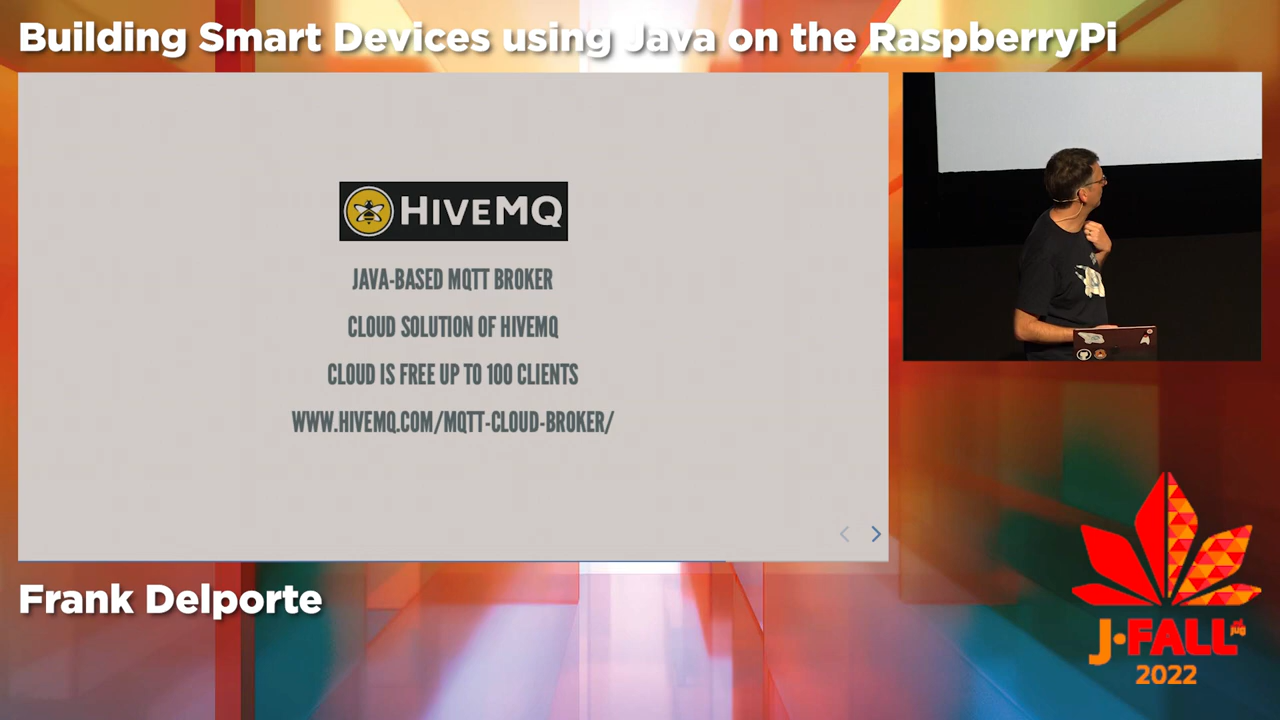 Building Smart Devices using Java on the RaspberryPi
HIVEMQ
JAVA-BASED MQTT BROKER
CLOUD SOLUTION OF HIVEMQ
CLOUD IS FREE UP TO 100 CLIENTS
WWW.HIVEMQ.COM/MQTT-CLOUD-BROKER/
Frank Delporte
J-FALL
nljug
2022